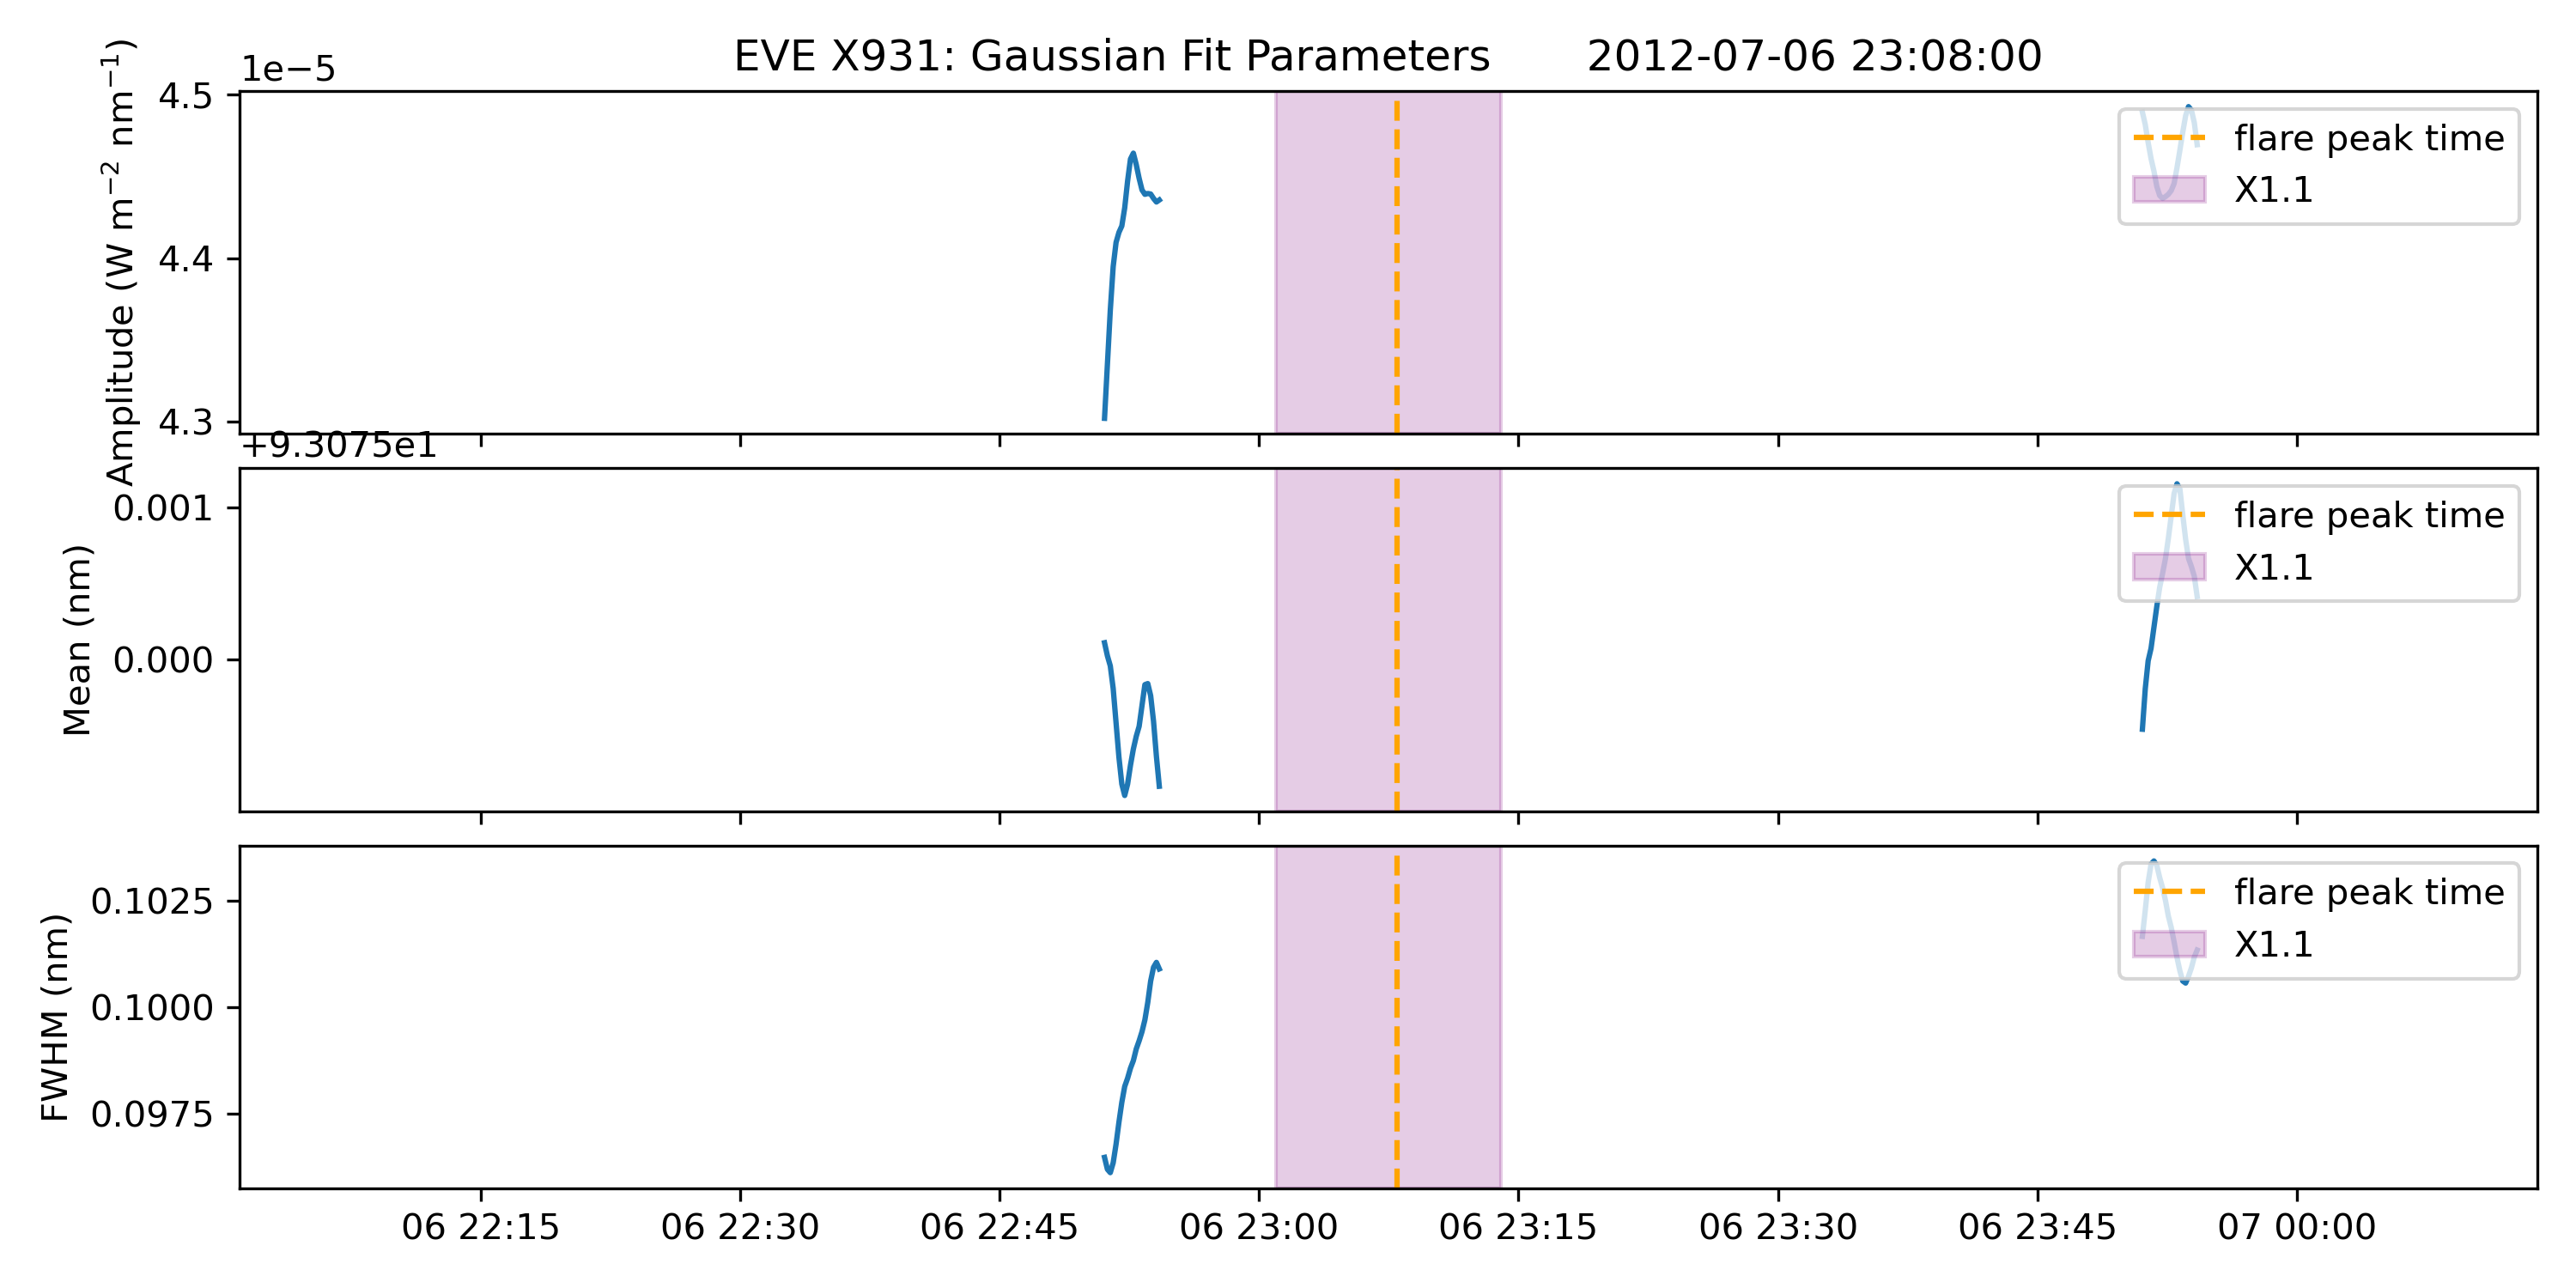 EVE X931: Gaussian Fit Parameters 2012-07-06 23:08:00
1e−5
Amplitude (W m⁻² nm⁻¹)
4.5
4.4
4.3
flare peak time
X1.1
+9.3075e1
Mean (nm)
0.001
0.000
flare peak time
X1.1
FWHM (nm)
0.1025
0.1000
0.0975
flare peak time
X1.1
06 22:15 06 22:30 06 22:45 06 23:00 06 23:15 06 23:30 06 23:45 07 00:00